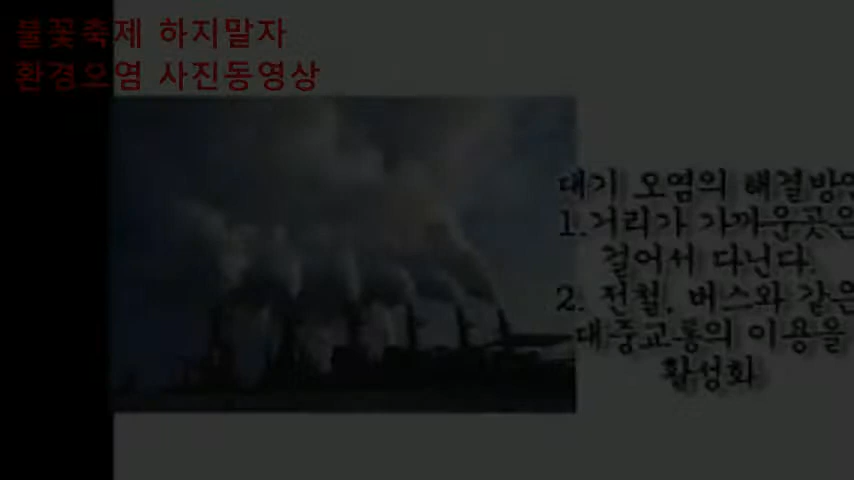 불꽃축제 하지말자
환경으염 사진동영상
대기 오염의 해결방안
1.거리가 가까운곳은
걸어서 다닌다.
2. 전철, 버스와 같은
대중교통의 이용을
활성화